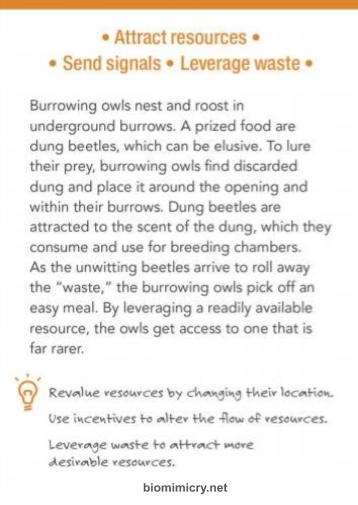 • Attract resources •
• Send signals • Leverage waste •
Burrowing owls nest and roost in
underground burrows. A prized food are
dung beetles, which can be elusive. To lure
their prey, burrowing owls find discarded
dung and place it around the opening and
within their burrows. Dung beetles are
attracted to the scent of the dung, which they
consume and use for breeding chambers.
As the unwitting beetles arrive to roll away
the “waste,” the burrowing owls pick off an
easy meal. By leveraging a readily available
resource, the owls get access to one that is
far rarer.
Revalue resources by changing their location.
Use incentives to alter the flow of resources.
Leverage waste to attract more
desirable resources.
biomimicry.net